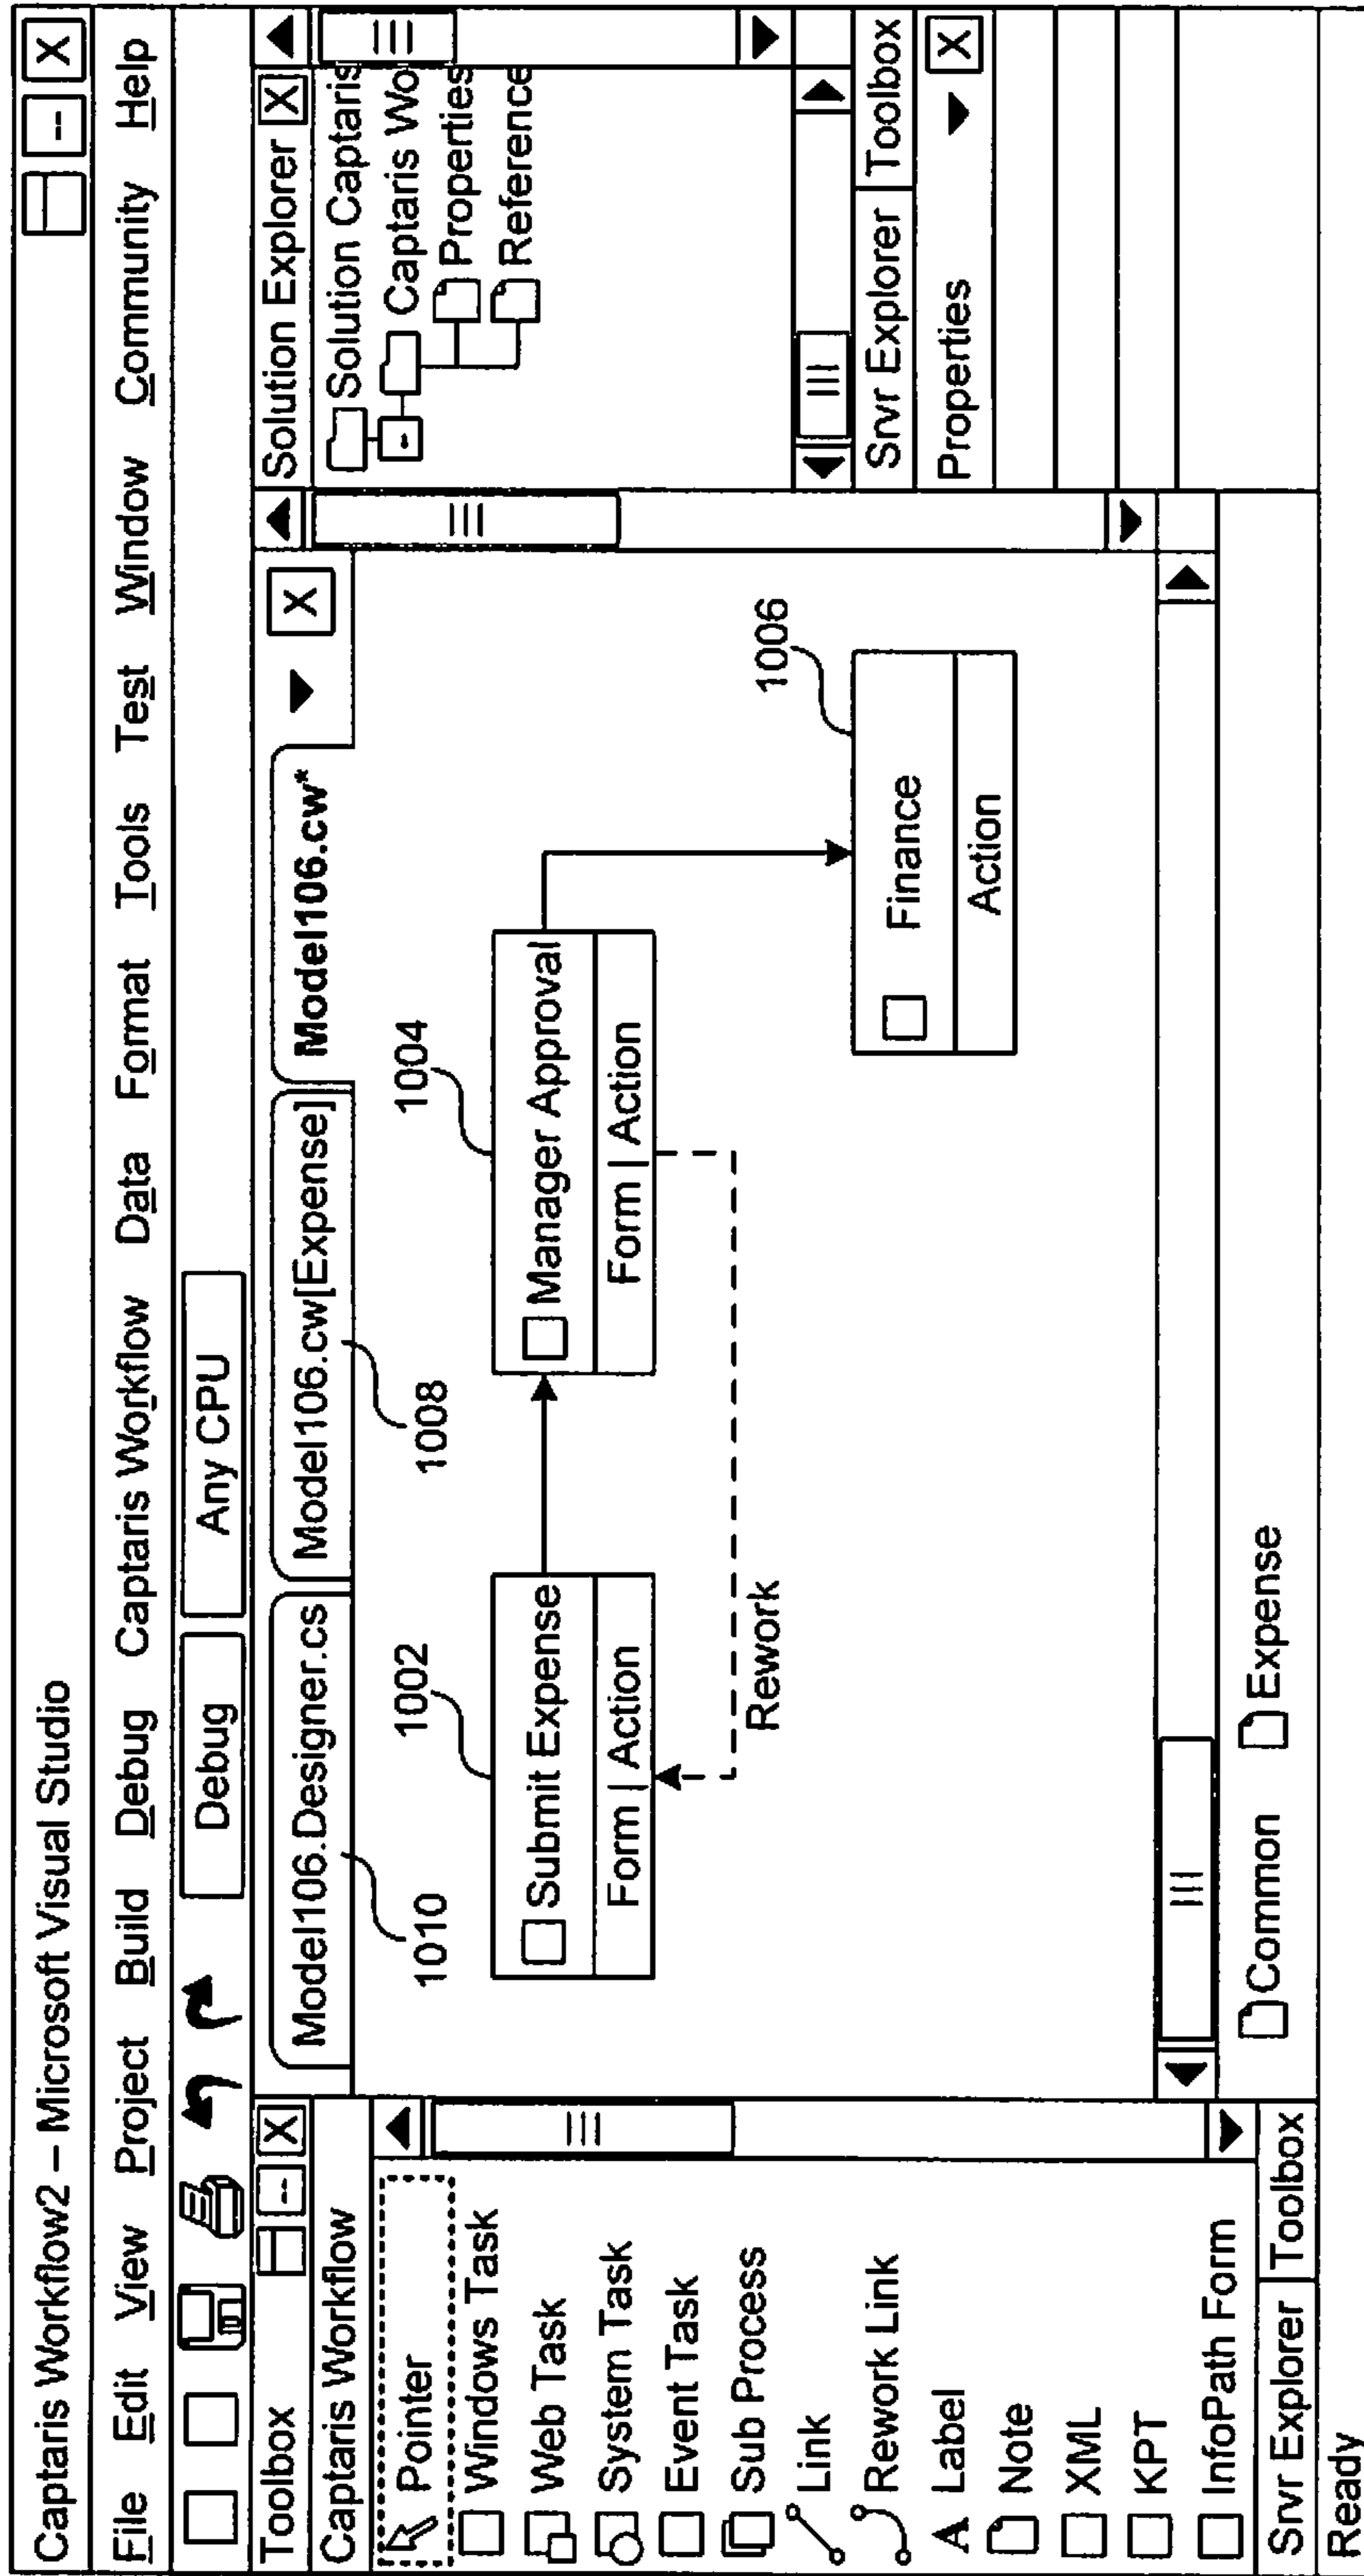 Captaris Workflow2 – Microsoft Visual Studio
File Edit View Project Build Debug Captaris Workflow Data Format Tools Test Window Community Help
Debug Any CPU
Toolbox
Captaris Workflow
Pointer
Windows Task
Web Task
System Task
Event Task
Sub Process
Link
Rework Link
A Label
Note
XML
KPT
InfoPath Form
Srvr Explorer Toolbox
Model106.Designer.cs Model106.cw[Expense] Model106.cw*
1010 1008
1002 1004
Submit Expense
Form | Action
Manager Approval
Form | Action
Rework
1006
Finance
Action
Common Expense
Solution Explorer
Solution Captaris
Captaris Wo
Properties
Reference
Srvr Explorer Toolbox
Properties
Ready